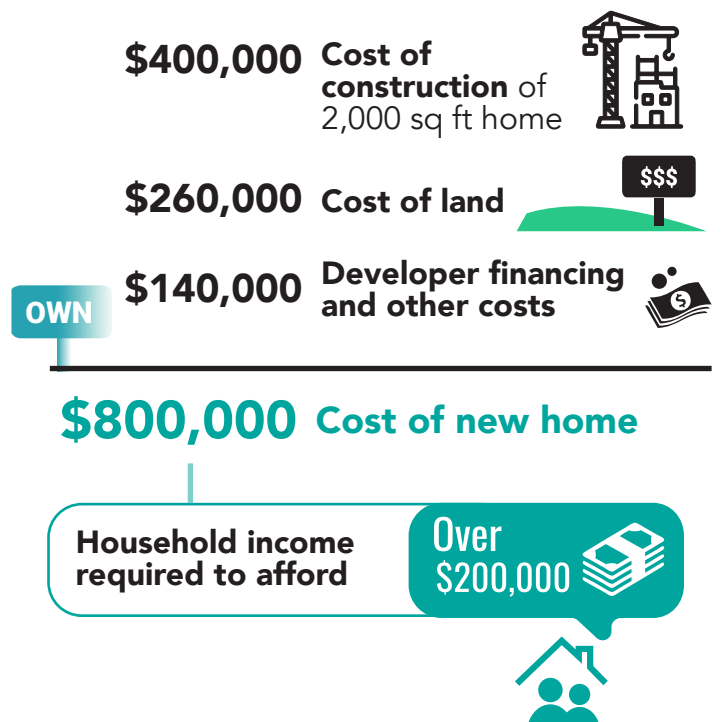 $400,000 Cost of
construction of
2,000 sq ft home
$$$
$260,000 Cost of land
$140,000 Developer financing
and other costs
OWN
$800,000 Cost of new home
Household income
required to afford
Over
$200,000